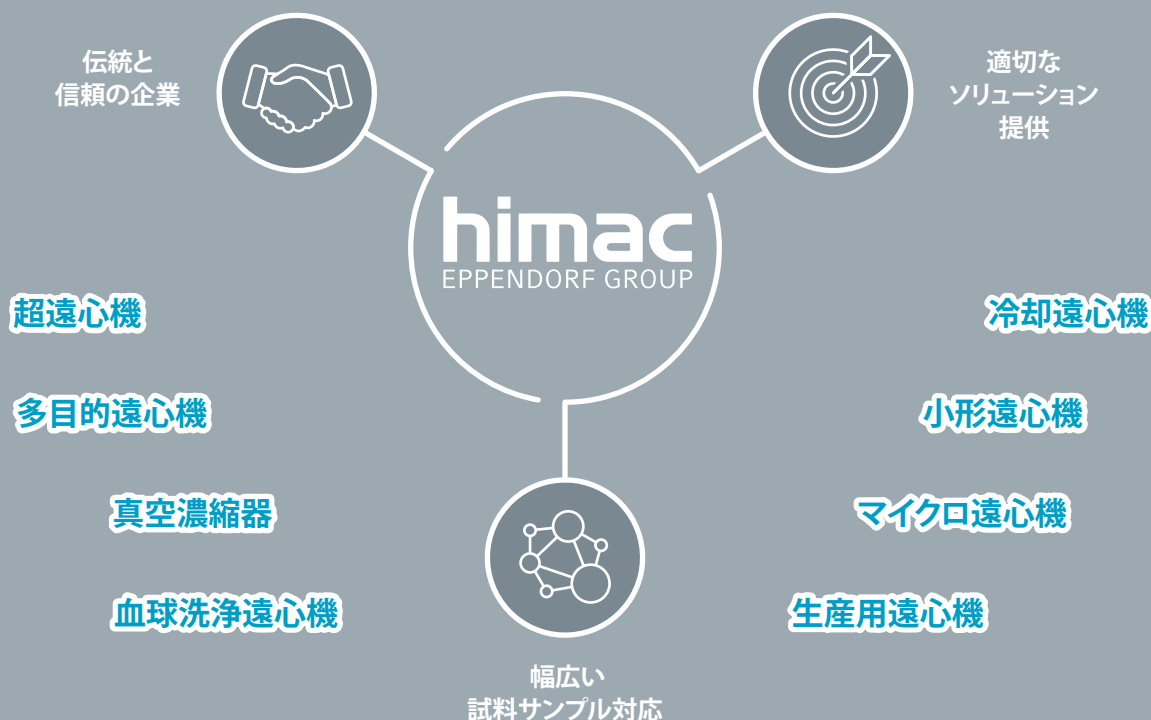 伝統と
信頼の企業
適切な
ソリューション
提供
himac
EPPENDORF GROUP
超遠心機
冷却遠心機
多目的遠心機
小形遠心機
真空濃縮器
マイクロ遠心機
血球洗浄遠心機
生産用遠心機
幅広い
試料サンプル対応